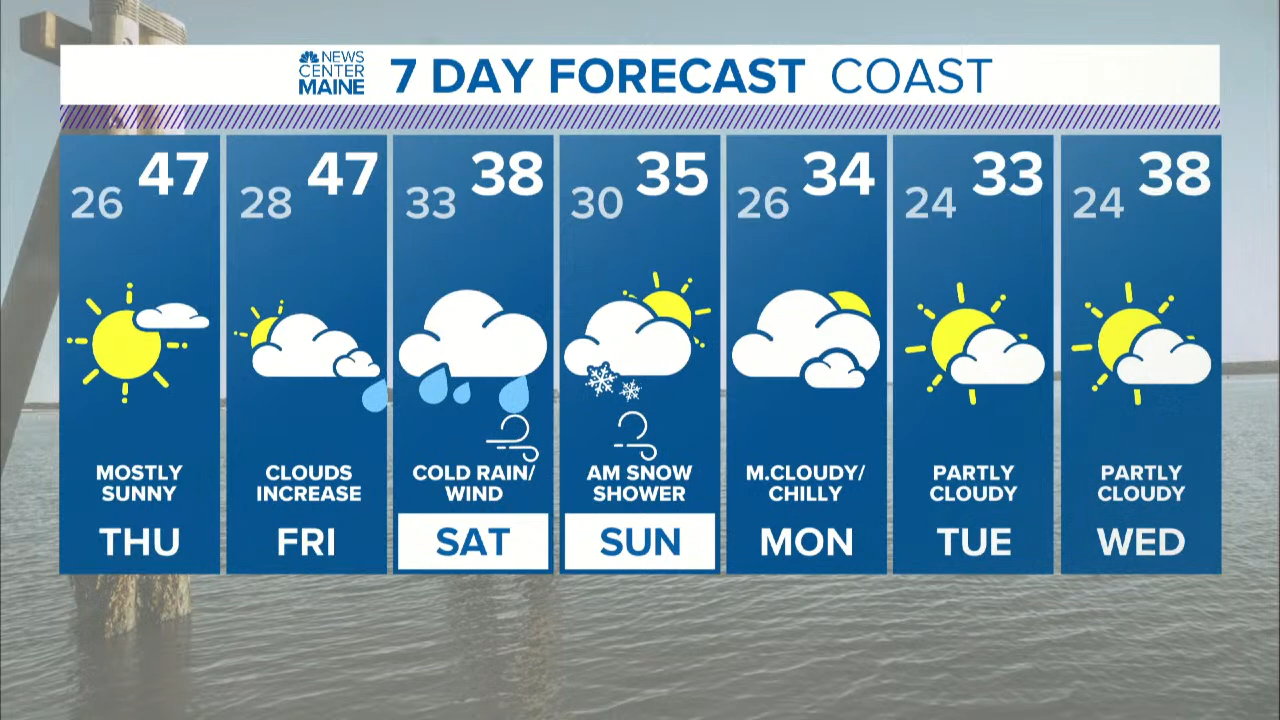 NEWS
CENTER
MAINE
7 DAY FORECAST COAST
26 47
28 47
33 38
30 35
26 34
24 33
24 38
MOSTLY
SUNNY
THU
CLOUDS
INCREASE
FRI
COLD RAIN/
WIND
SAT
AM SNOW
SHOWER
SUN
M.CLOUDY/
CHILLY
MON
PARTLY
CLOUDY
TUE
PARTLY
CLOUDY
WED